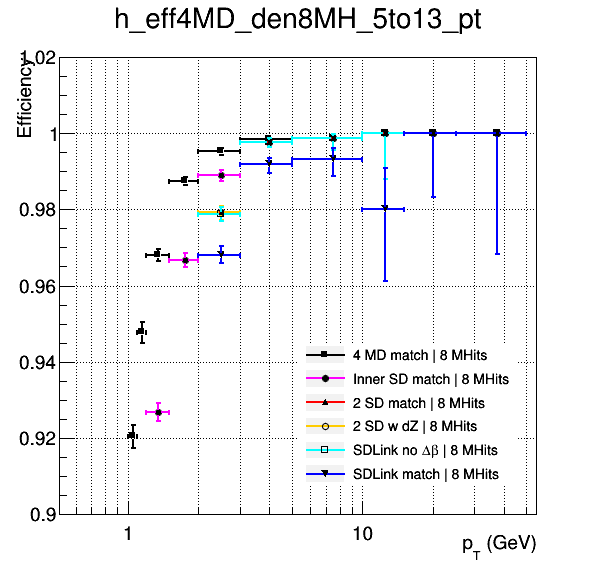 h_eff4MD_den8MH_5to13_pt
Efficiency
1.02
1
0.98
0.96
0.94
0.92
0.9
4 MD match | 8 MHits
Inner SD match | 8 MHits
2 SD match | 8 MHits
2 SD w dZ | 8 MHits
SDLink no Δβ | 8 MHits
SDLink match | 8 MHits
1
10
p_T (GeV)